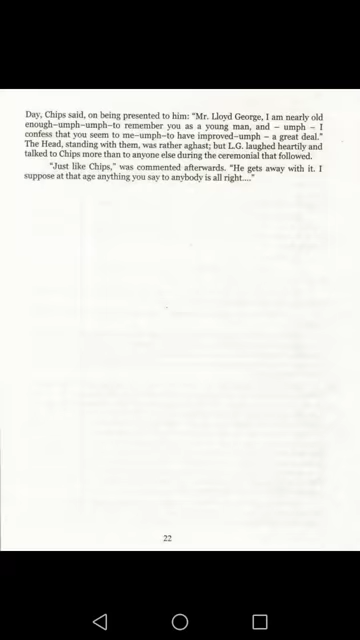 Day, Chips said, on being presented to him: "Mr. Lloyd George, I am nearly old
enough–umph–umph–to remember you as a young man, and – umph – I
confess that you seem to me–umph–to have improved–umph – a great deal."
The Head, standing with them, was rather aghast; but L.G. laughed heartily and
talked to Chips more than to anyone else during the ceremonial that followed.
"Just like Chips," was commented afterwards. "He gets away with it. I
suppose at that age anything you say to anybody is all right...."
22